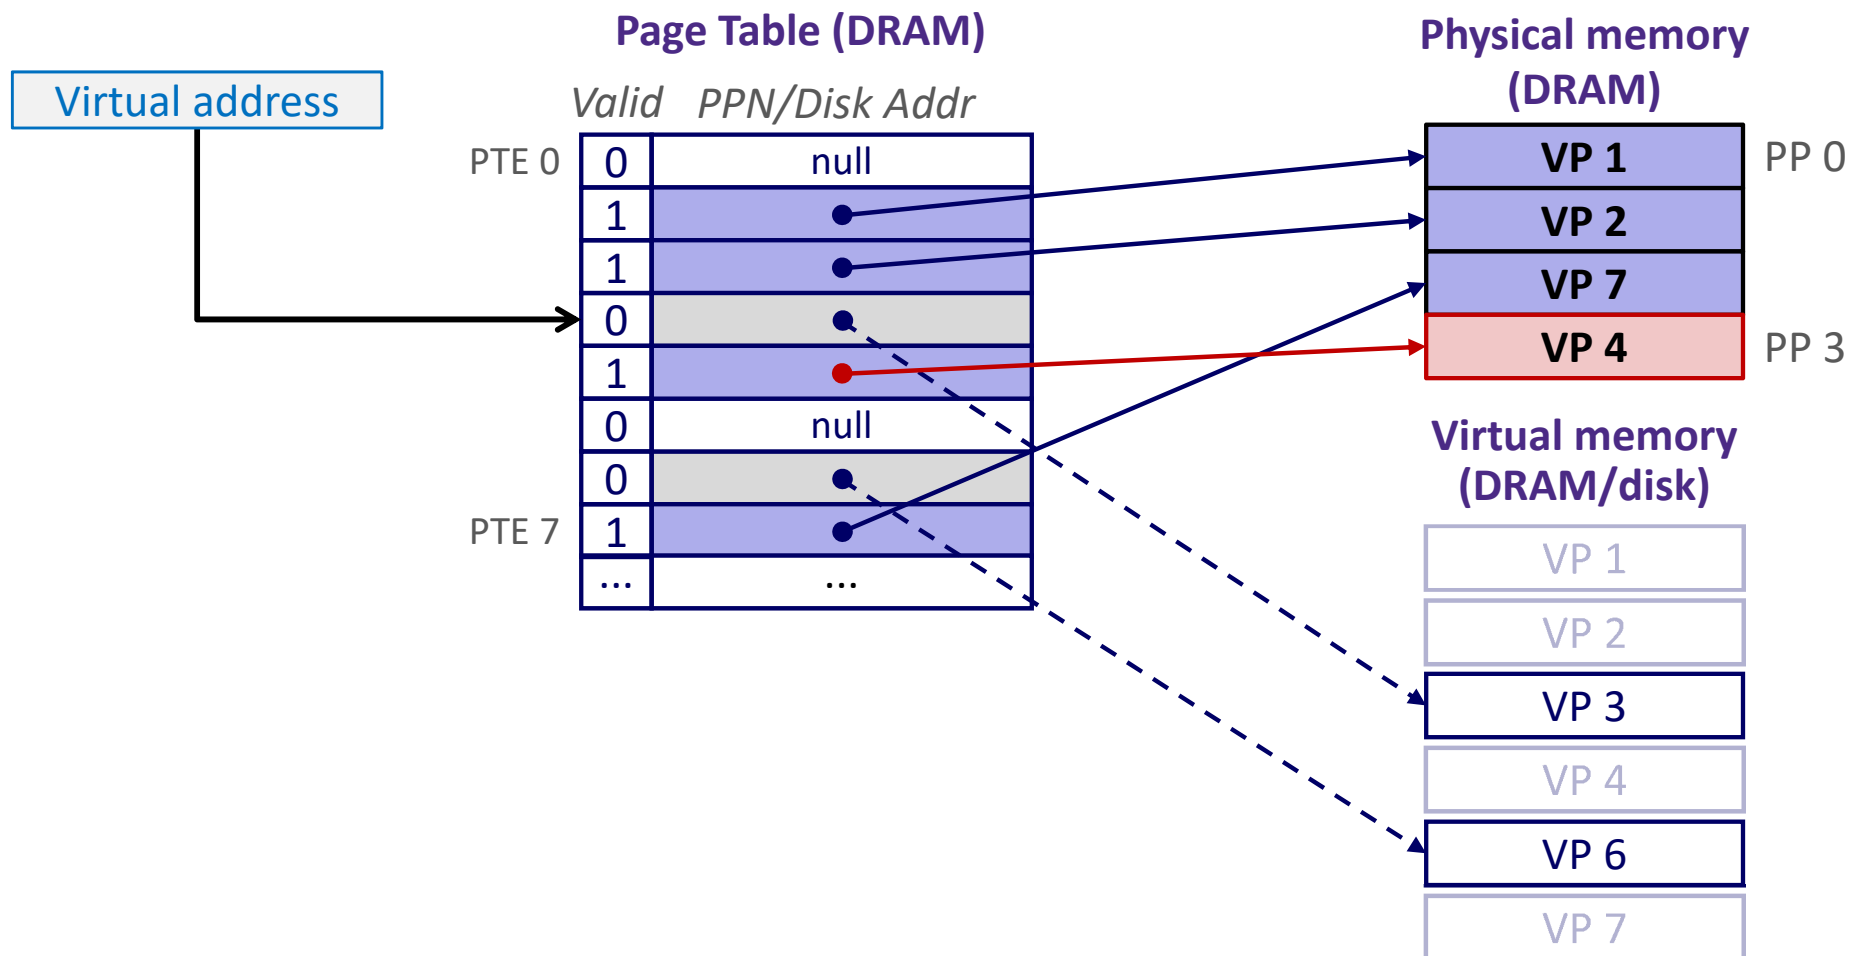 Page Table (DRAM)
Physical memory
(DRAM)
Virtual address
Valid PPN/Disk Addr
PTE 0 0 null
1
1
0
1
0 null
0
PTE 7 1
... ...
VP 1 PP 0
VP 2
VP 7
VP 4 PP 3
Virtual memory
(DRAM/disk)
VP 1
VP 2
VP 3
VP 4
VP 6
VP 7